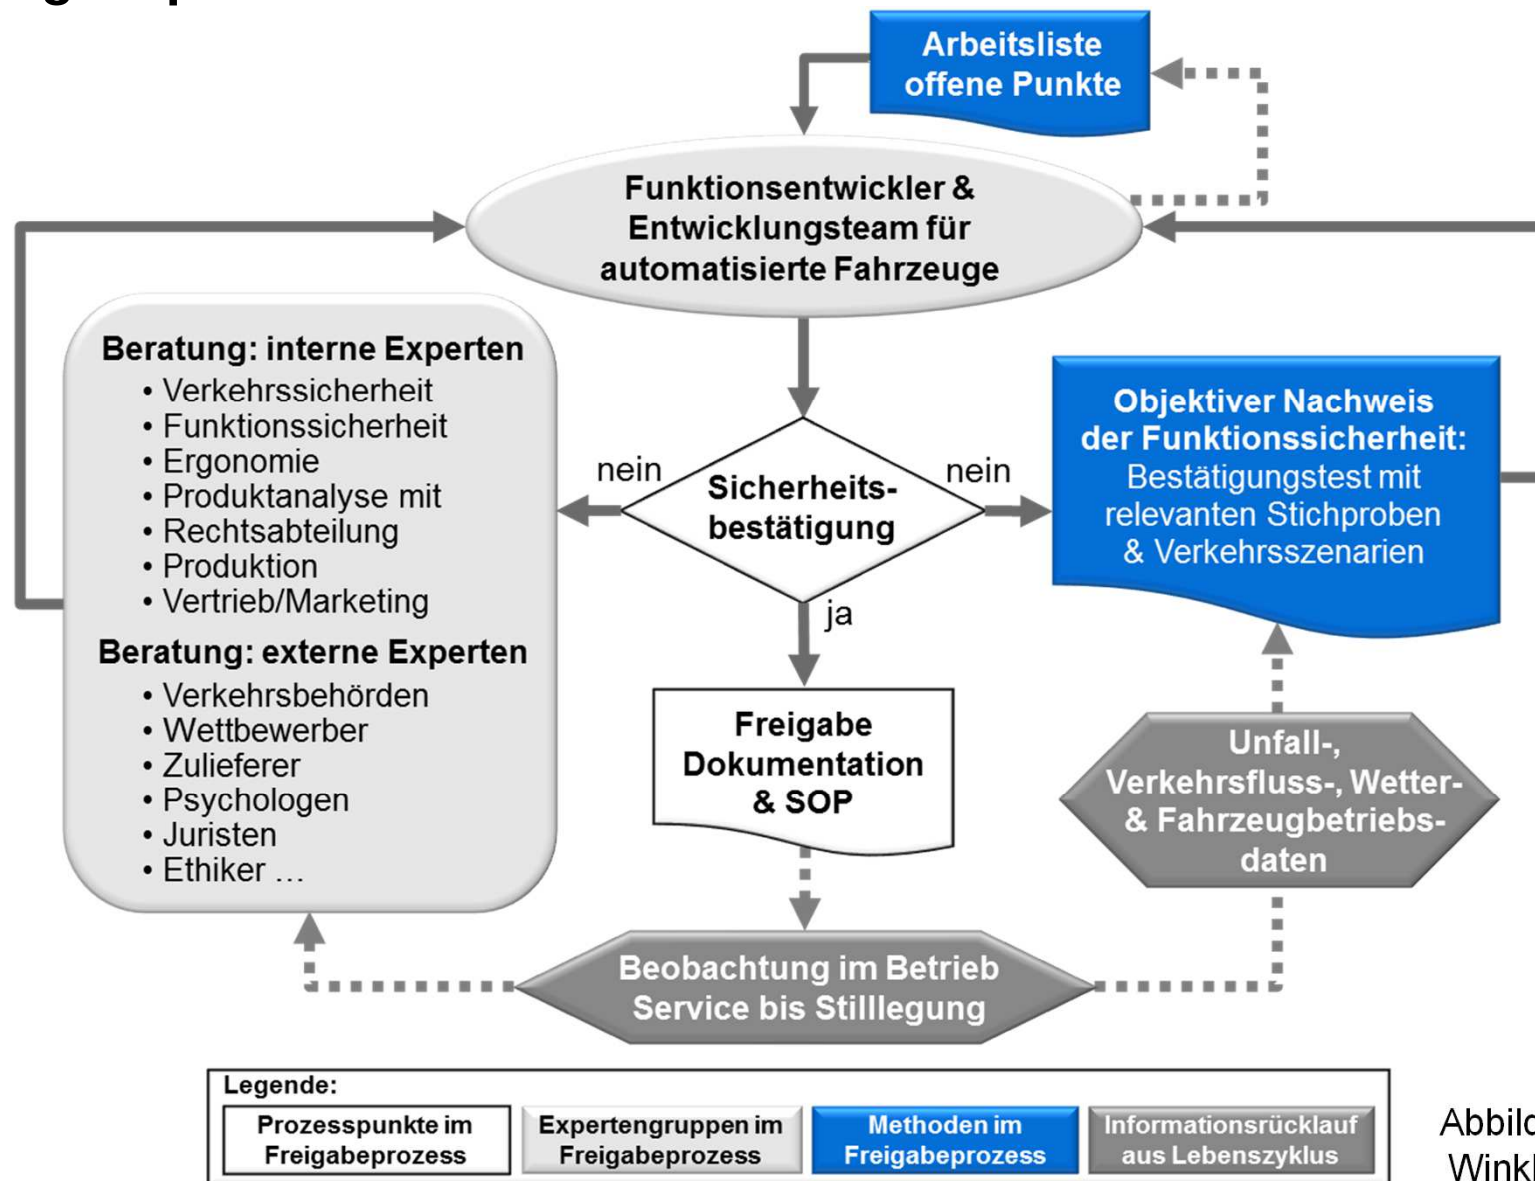 Arbeitsliste
offene Punkte
Funktionsentwickler &
Entwicklungsteam für
automatisierte Fahrzeuge
Beratung: interne Experten
• Verkehrssicherheit
• Funktionssicherheit
• Ergonomie
• Produktanalyse mit
• Rechtsabteilung
• Produktion
• Vertrieb/Marketing
Beratung: externe Experten
• Verkehrsbehörden
• Wettbewerber
• Zulieferer
• Psychologen
• Juristen
• Ethiker ...
nein
Sicherheits-
bestätigung
nein
ja
Objektiver Nachweis
der Funktionssicherheit:
Bestätigungstest mit
relevanten Stichproben
& Verkehrsszenarien
Freigabe
Dokumentation
& SOP
Unfall-,
Verkehrsfluss-, Wetter-
& Fahrzeugbetriebs-
daten
Beobachtung im Betrieb
Service bis Stilllegung
Legende:
Prozesspunkte im
Freigabeprozess
Expertengruppen im
Freigabeprozess
Methoden im
Freigabeprozess
Informationsrücklauf
aus Lebenszyklus